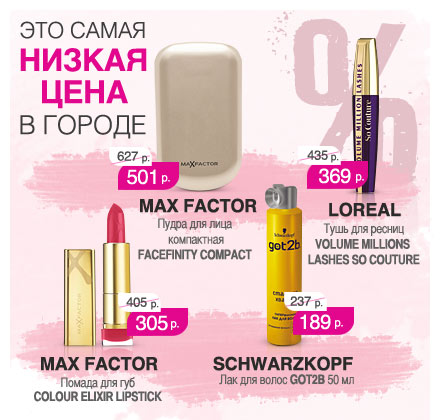 ЭТО САМАЯ
НИЗКАЯ
ЦЕНА
В ГОРОДЕ
%
MAXFACTOR
627 р.
501 р.
MAX FACTOR
Пудра для лица
компактная
FACEFINITY COMPACT
VOLUME MILLION LASHES
So Couture
435 р.
369 р.
LOREAL
Тушь для ресниц
VOLUME MILLIONS
LASHES SO COUTURE
MAXFACTOR
405 р.
305 р.
MAX FACTOR
Помада для губ
COLOUR ELIXIR LIPSTICK
Schwarzkopf
got2b
237 р.
189 р.
SCHWARZKOPF
Лак для волос GOT2B 50 мл